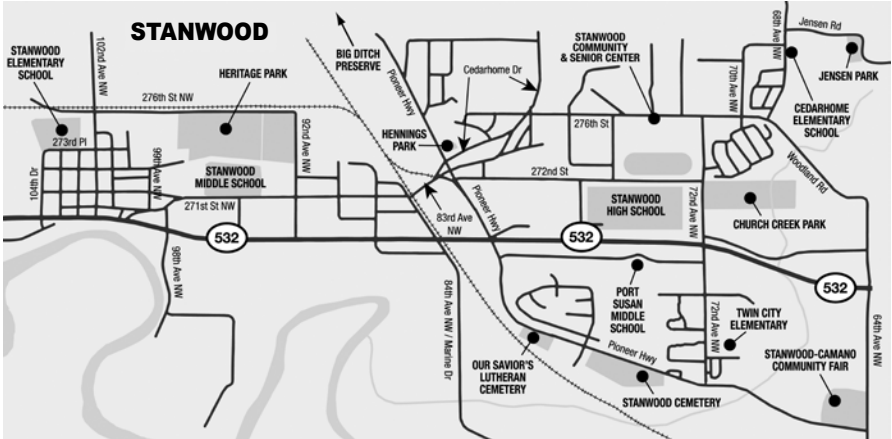 STANWOOD
STANWOOD
ELEMENTARY
SCHOOL
102nd Ave NW
HERITAGE PARK
BIG DITCH
PRESERVE
Pioneer Hwy
Cedarhome Dr
STANWOOD
COMMUNITY
& SENIOR CENTER
68th Ave NW
Jensen Rd
JENSEN PARK
70th Ave NW
CEDARHOME
ELEMENTARY
SCHOOL
276th St NW
276th St
273rd Pl
HENNINGS
PARK
92nd Ave NW
99th Ave NW
104th Dr
STANWOOD
MIDDLE SCHOOL
272nd St
Woodland Rd
271st St NW
83rd Ave
NW
Pioneer Hwy
STANWOOD
HIGH SCHOOL
72nd Ave NW
CHURCH CREEK PARK
532
532
532
98th Ave NW
84th Ave NW / Marine Dr
PORT
SUSAN
MIDDLE
SCHOOL
72nd Ave NW
TWIN CITY
ELEMENTARY
64th Ave NW
Pioneer Hwy
OUR SAVIOR'S
LUTHERAN
CEMETERY
STANWOOD-CAMANO
COMMUNITY FAIR
STANWOOD CEMETERY